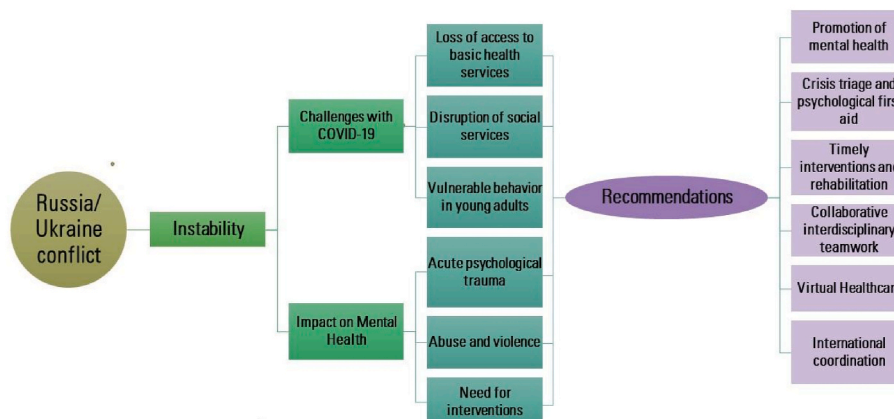 Russia/
Ukraine
conflict
Instability
Challenges with
COVID-19
Impact on Mental
Health
Loss of access to
basic health
services
Disruption of social
services
Vulnerable behavior
in young adults
Acute psychological
trauma
Abuse and violence
Need for
interventions
Recommendations
Promotion of
mental health
Crisis triage and
psychological firs
aid
Timely
interventions and
rehabilitation
Collaborative
interdisciplinary
teamwork
Virtual Healthcar
International
coordination